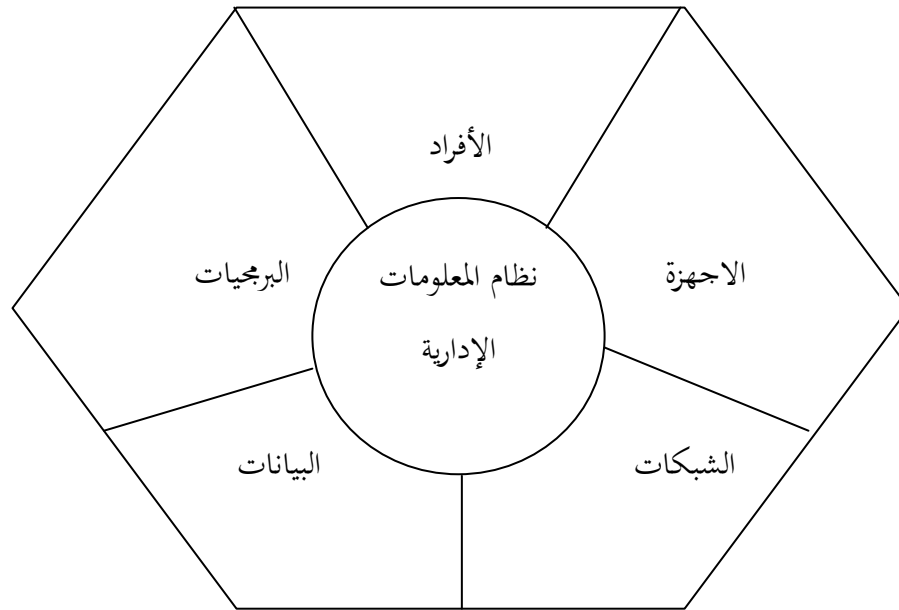 الأفراد
الاجهزة
نظام المعلومات
الإدارية
البرمجيات
الشبكات
البيانات